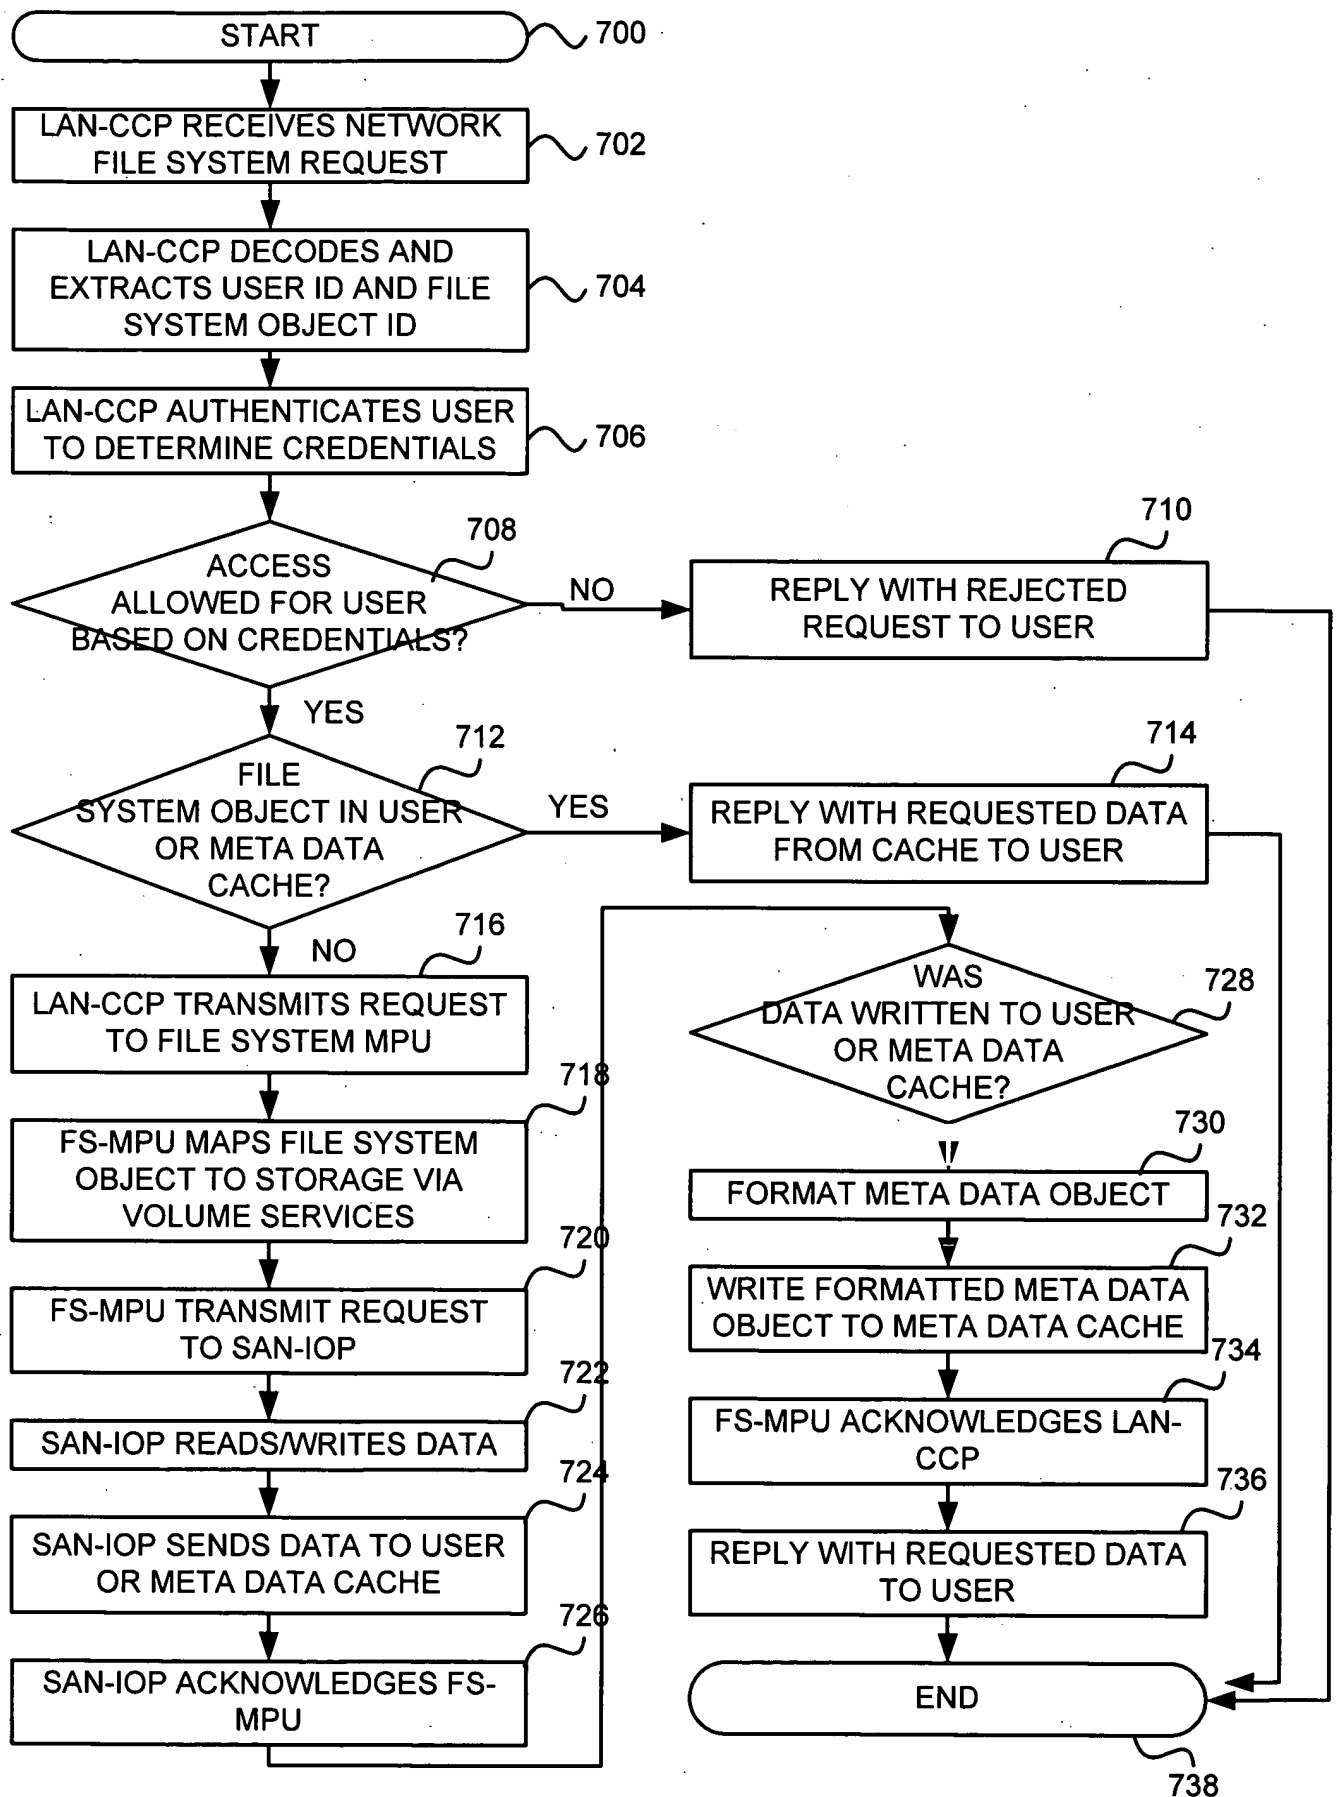 START
700
LAN-CCP RECEIVES NETWORK
FILE SYSTEM REQUEST
702
LAN-CCP DECODES AND
EXTRACTS USER ID AND FILE
SYSTEM OBJECT ID
704
LAN-CCP AUTHENTICATES USER
TO DETERMINE CREDENTIALS
706
708
ACCESS
ALLOWED FOR USER
BASED ON CREDENTIALS?
NO
710
REPLY WITH REJECTED
REQUEST TO USER
YES
712
FILE
SYSTEM OBJECT IN USER
OR META DATA
CACHE?
YES
714
REPLY WITH REQUESTED DATA
FROM CACHE TO USER
NO
716
LAN-CCP TRANSMITS REQUEST
TO FILE SYSTEM MPU
718
FS-MPU MAPS FILE SYSTEM
OBJECT TO STORAGE VIA
VOLUME SERVICES
720
FS-MPU TRANSMIT REQUEST
TO SAN-IOP
722
SAN-IOP READS/WRITES DATA
724
SAN-IOP SENDS DATA TO USER
OR META DATA CACHE
726
SAN-IOP ACKNOWLEDGES FS-
MPU
WAS
DATA WRITTEN TO USER
OR META DATA
CACHE?
728
730
FORMAT META DATA OBJECT
732
WRITE FORMATTED META DATA
OBJECT TO META DATA CACHE
734
FS-MPU ACKNOWLEDGES LAN-
CCP
736
REPLY WITH REQUESTED DATA
TO USER
END
738